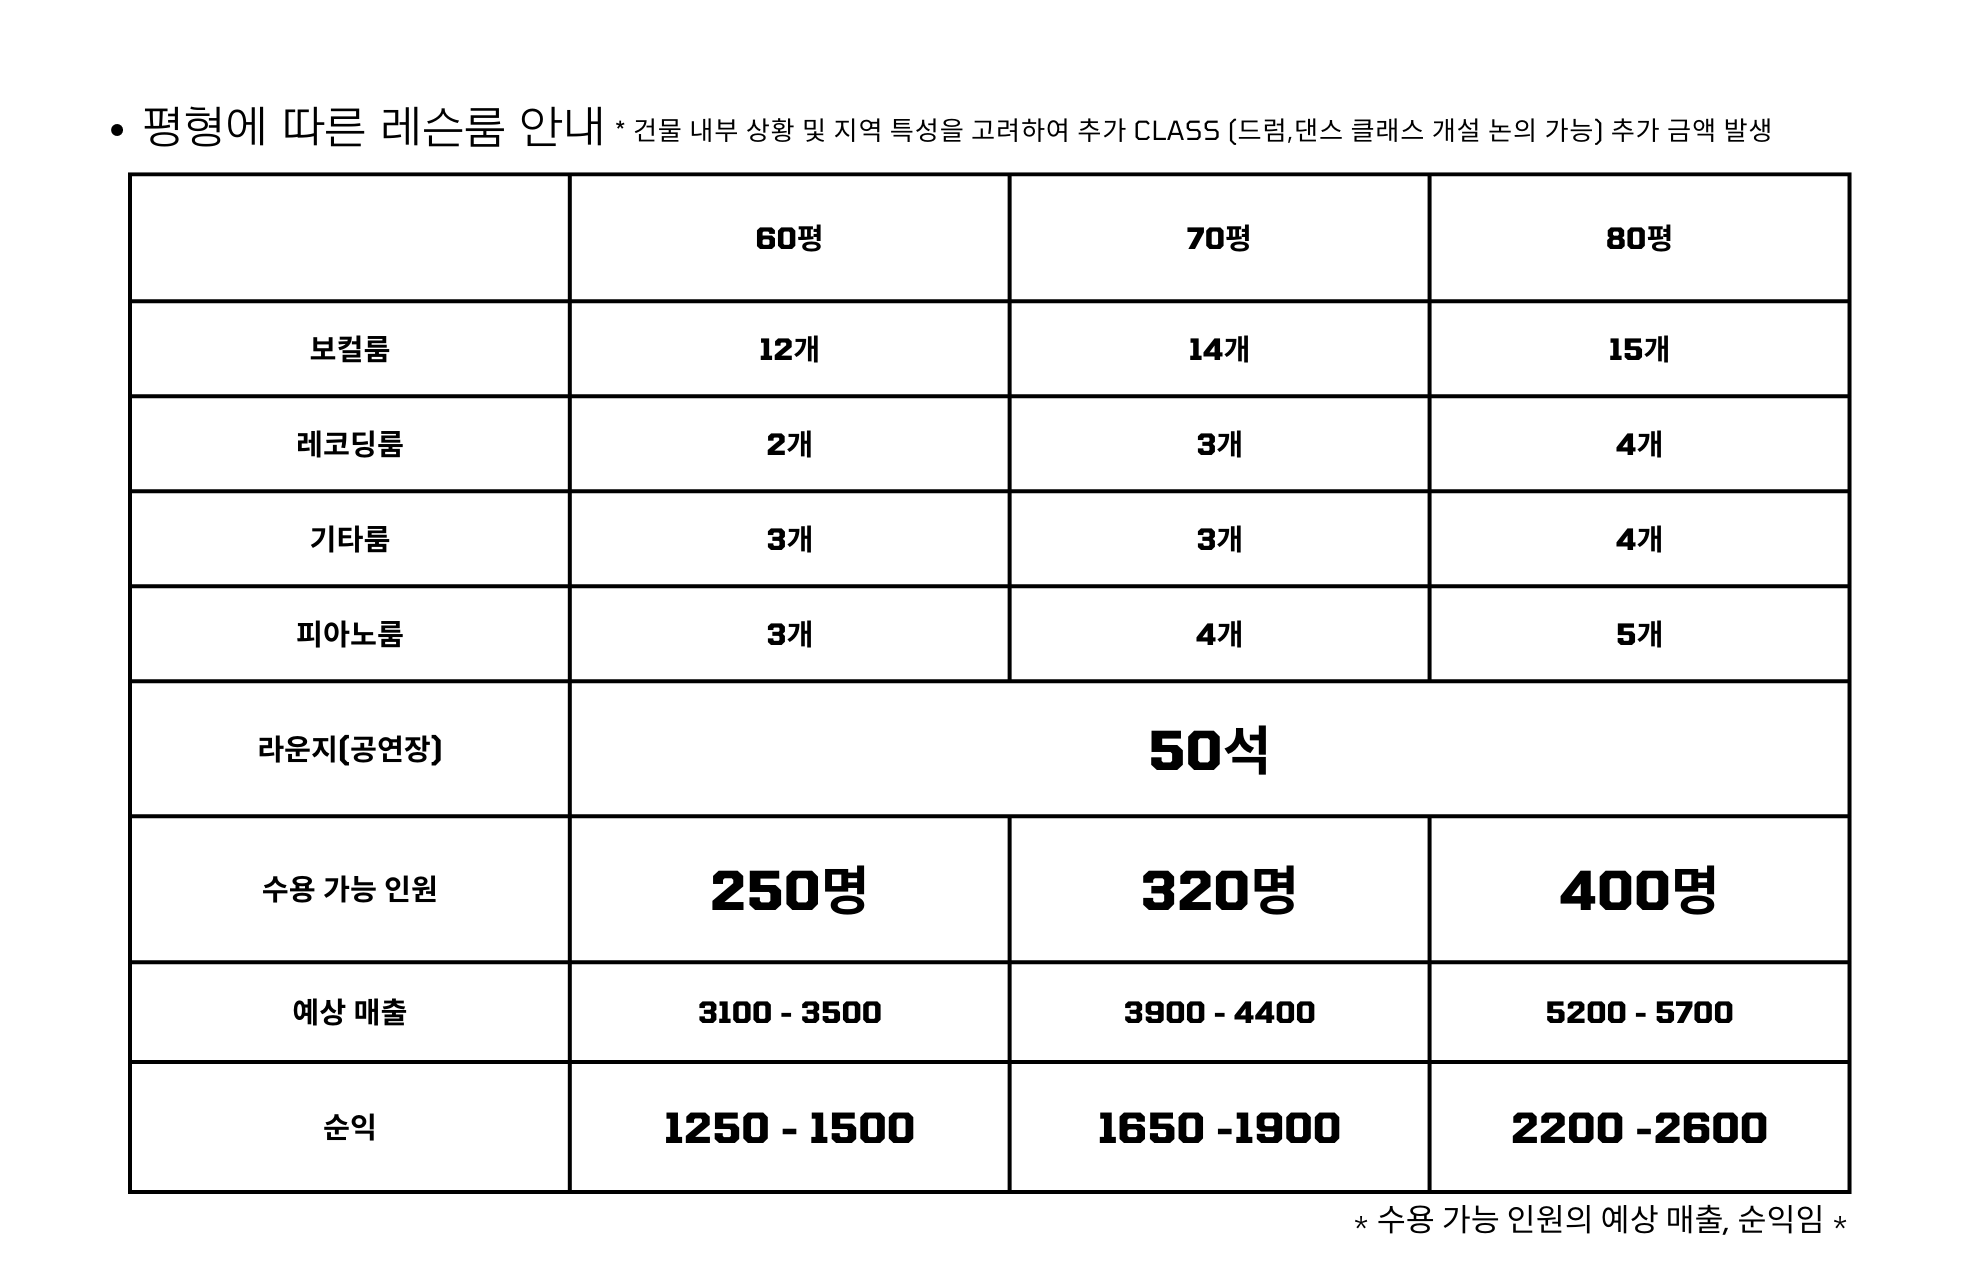 • 평형에 따른 레슨룸 안내 * 건물 내부 상황 및 지역 특성을 고려하여 추가 CLASS (드럼,댄스 클래스 개설 논의 가능) 추가 금액 발생
60평 70평 80평
보컬룸 12개 14개 15개
레코딩룸 2개 3개 4개
기타룸 3개 3개 4개
피아노룸 3개 4개 5개
라운지(공연장) 50석
수용 가능 인원 250명 320명 400명
예상 매출 3100 - 3500 3900 - 4400 5200 - 5700
순익 1250 - 1500 1650 -1900 2200 -2600
* 수용 가능 인원의 예상 매출, 순익임 *